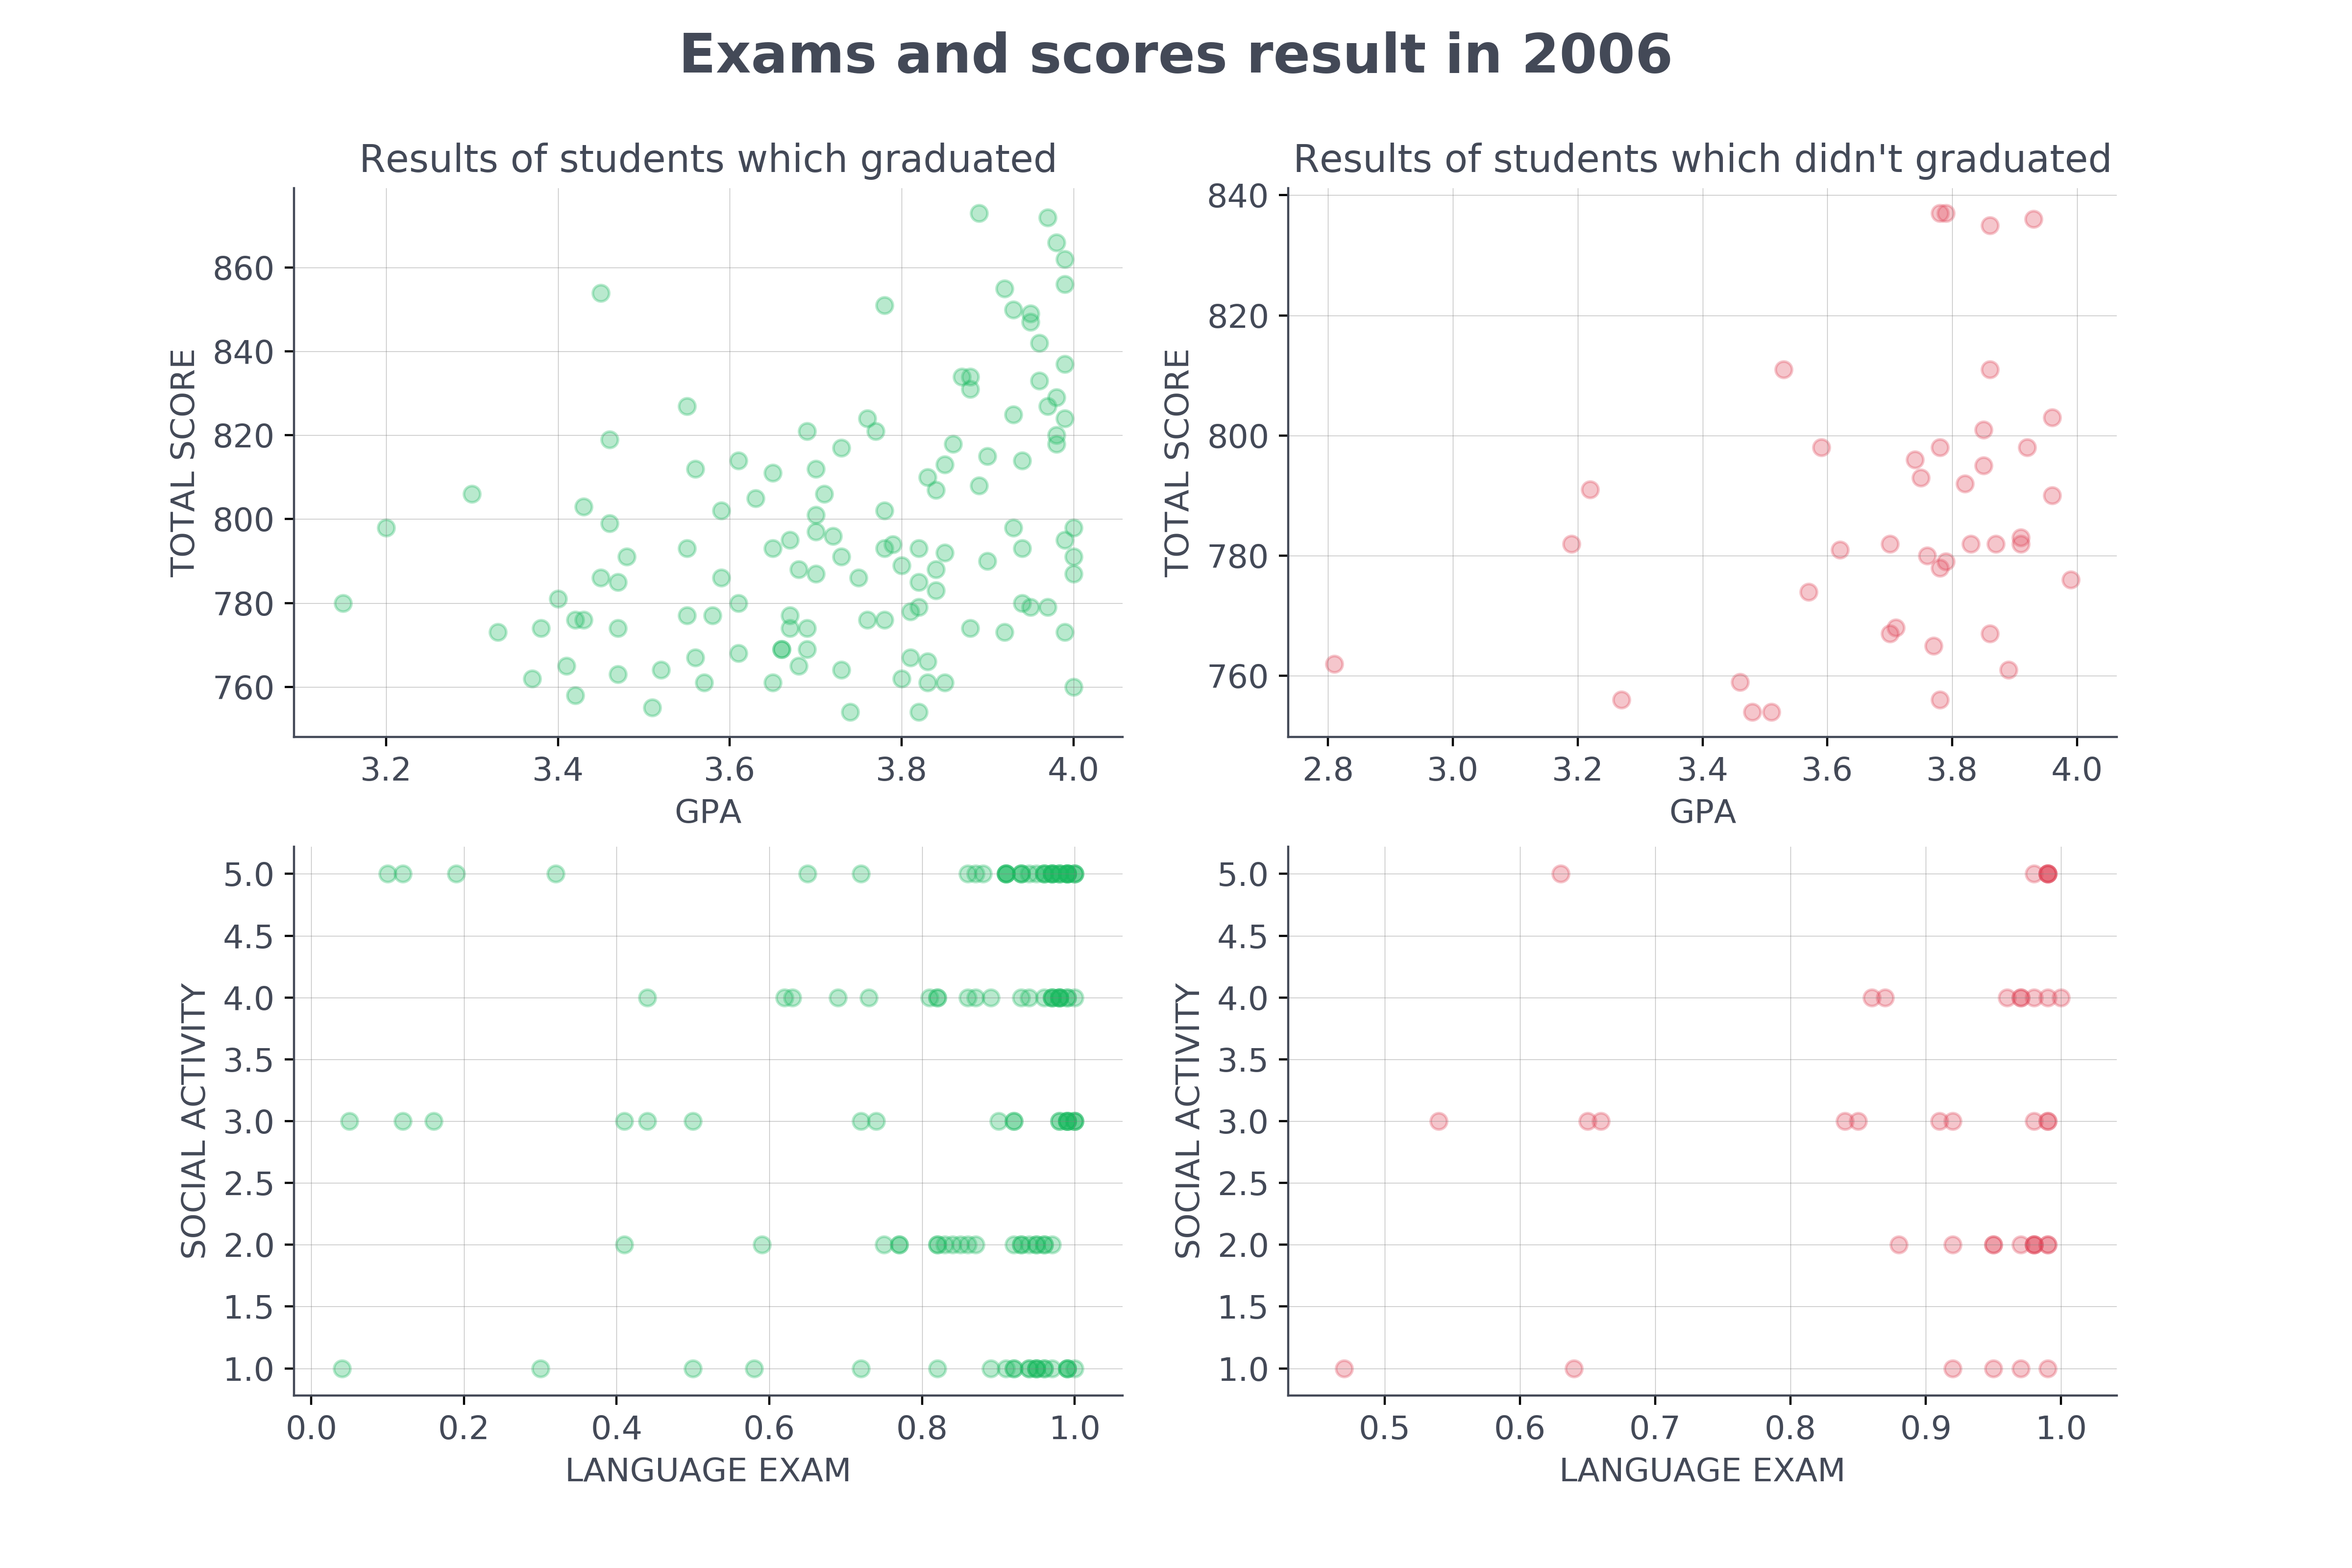 Exams and scores result in 2006
Results of students which graduated
TOTAL SCORE
860
840
820
800
780
760
3.2 3.4 3.6 3.8 4.0
GPA
Results of students which didn't graduated
TOTAL SCORE
840
820
800
780
760
2.8 3.0 3.2 3.4 3.6 3.8 4.0
GPA
SOCIAL ACTIVITY
5.0
4.5
4.0
3.5
3.0
2.5
2.0
1.5
1.0
0.0 0.2 0.4 0.6 0.8 1.0
LANGUAGE EXAM
SOCIAL ACTIVITY
5.0
4.5
4.0
3.5
3.0
2.5
2.0
1.5
1.0
0.5 0.6 0.7 0.8 0.9 1.0
LANGUAGE EXAM